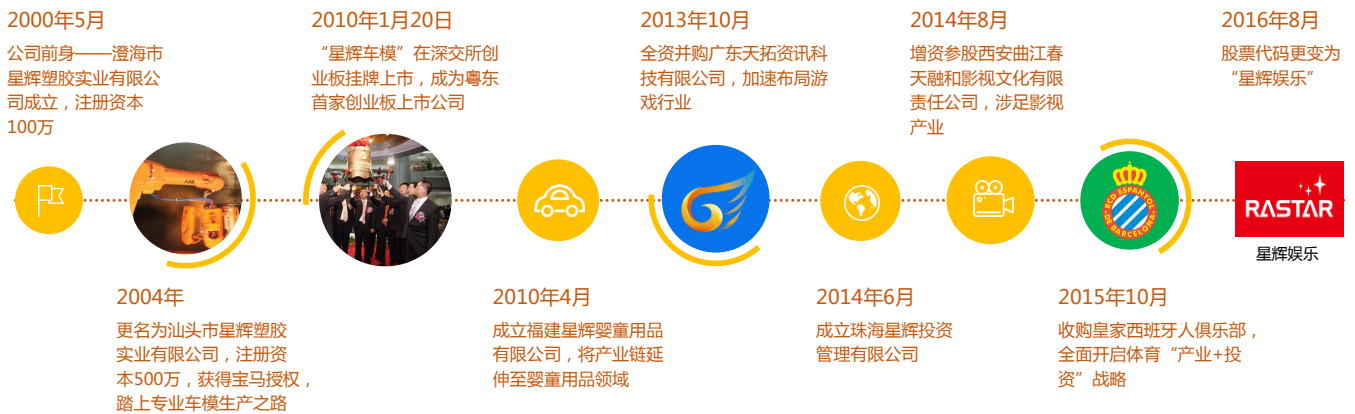 2000年5月
公司前身——澄海市
星辉塑胶实业有限公
司成立，注册资本
100万
2010年1月20日
“星辉车模”在深交所创
业板挂牌上市，成为粤东
首家创业板上市公司
2013年10月
全资并购广东天拓资讯科
技有限公司，加速布局游
戏行业
2014年8月
增资参股西安曲江春
天融和影视文化有限
责任公司，涉足影视
产业
2016年8月
股票代码更变为
“星辉娱乐”
ABB
RCD ESPANYOL
DE BARCELONA
RASTAR
星辉娱乐
2004年
更名为汕头市星辉塑胶
实业有限公司，注册资
本500万，获得宝马授权，
踏上专业车模生产之路
2010年4月
成立福建星辉婴童用品
有限公司，将产业链延
伸至婴童用品领域
2014年6月
成立珠海星辉投资
管理有限公司
2015年10月
收购皇家西班牙人俱乐部，
全面开启体育“产业+投
资”战略